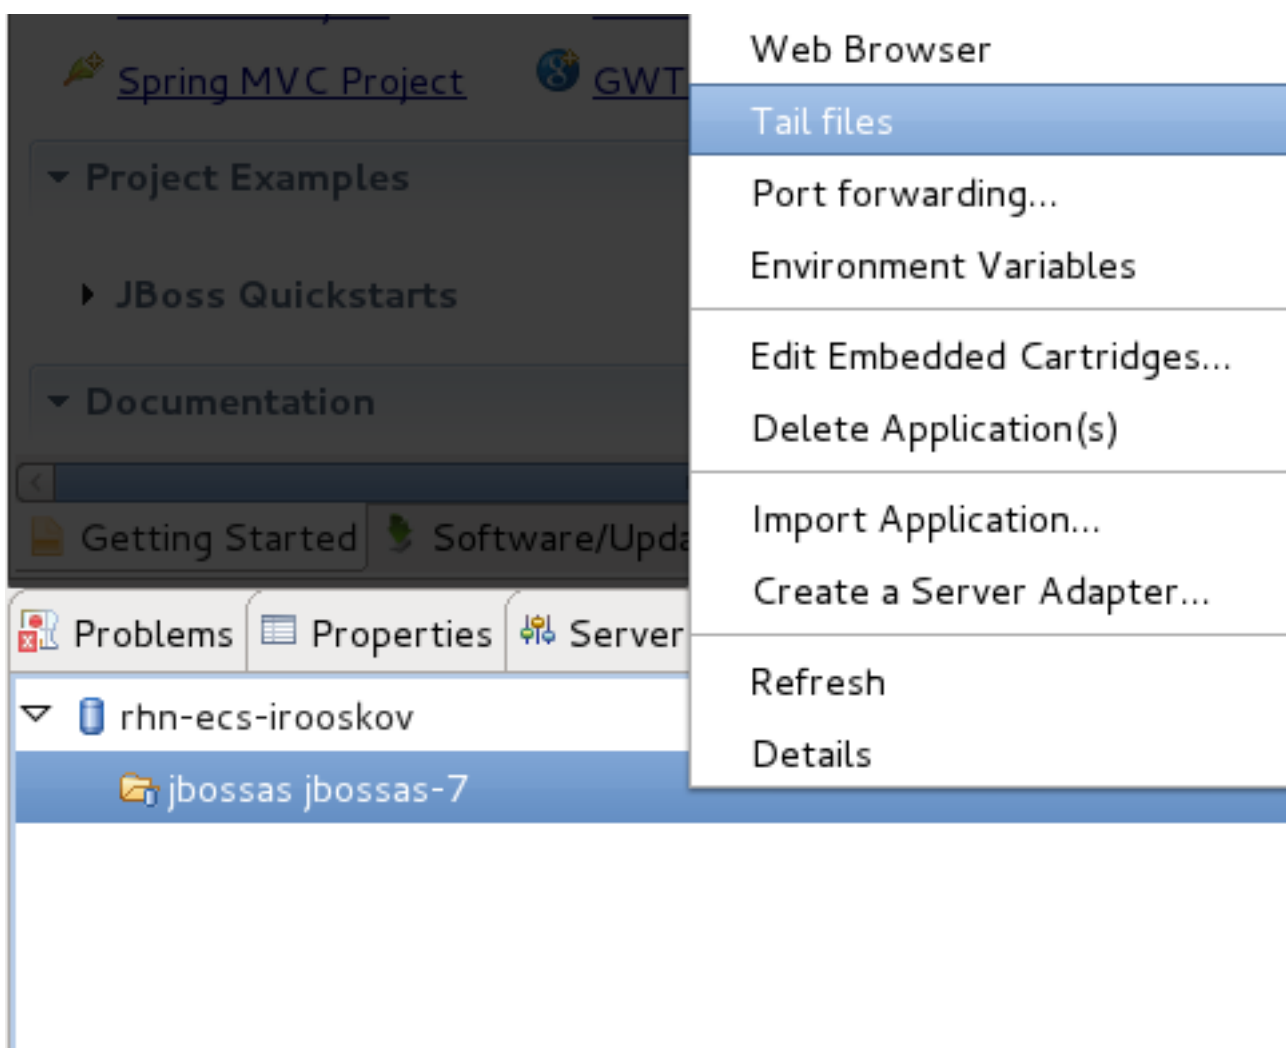 Spring MVC Project
GWT
Project Examples
JBoss Quickstarts
Documentation
Getting Started
Software/Upda
Web Browser
Tail files
Port forwarding...
Environment Variables
Edit Embedded Cartridges...
Delete Application(s)
Import Application...
Create a Server Adapter...
Refresh
Details
Problems
Properties
Server
rhn-ecs-irooskov
jbossas jbossas-7